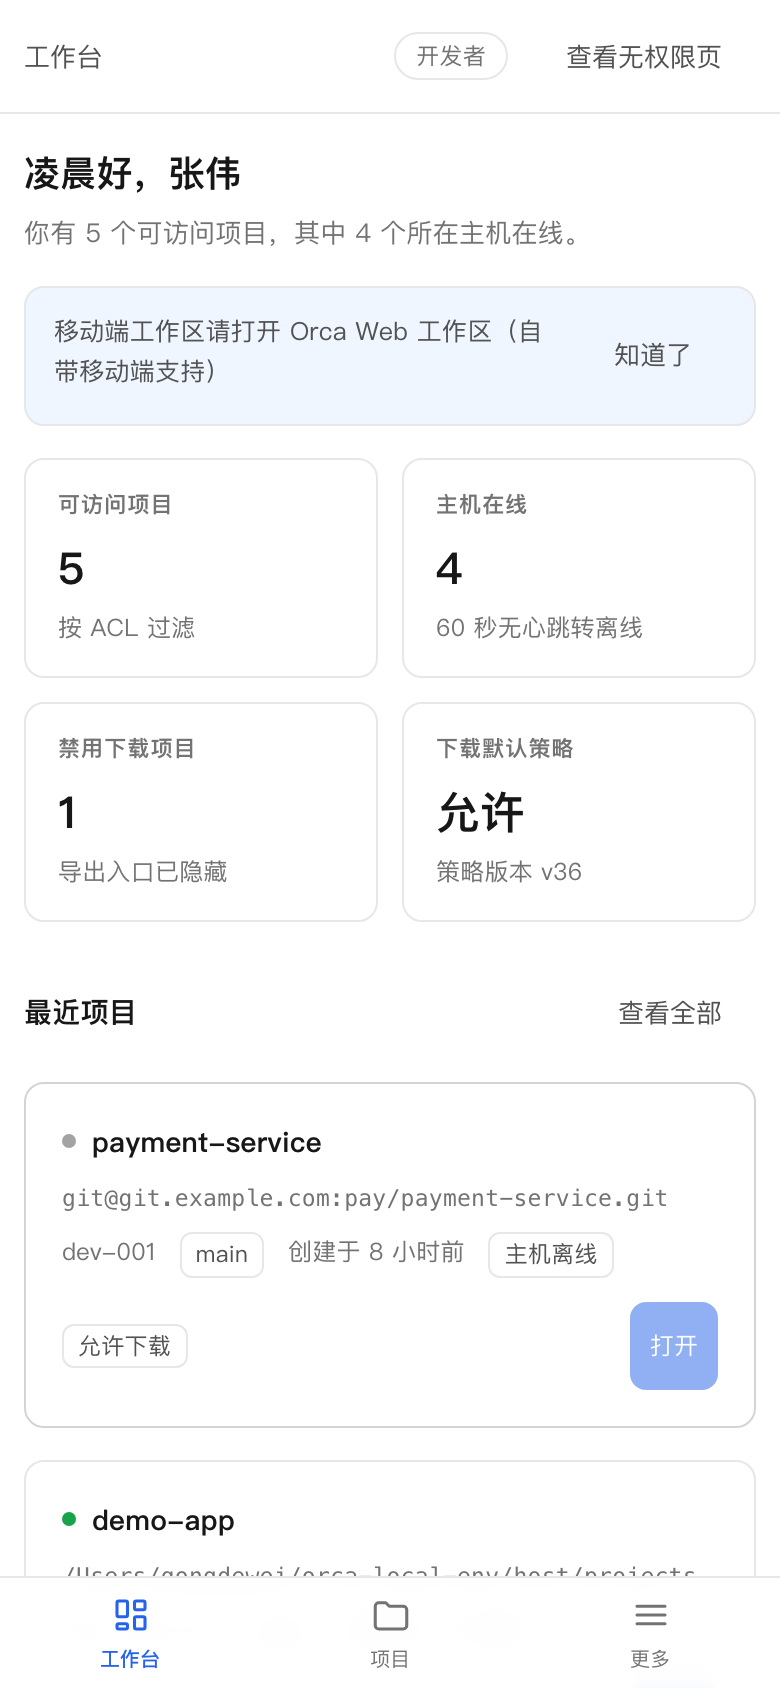 工作台
开发者
查看无权限页
凌晨好，张伟
你有 5 个可访问项目，其中 4 个所在主机在线。
移动端工作区请打开 Orca Web 工作区（自
带移动端支持）
知道了
可访问项目
5
按 ACL 过滤
主机在线
4
60 秒无心跳转离线
禁用下载项目
1
导出入口已隐藏
下载默认策略
允许
策略版本 v36
最近项目
查看全部
payment-service
git@git.example.com:pay/payment-service.git
dev-001
main
创建于 8 小时前
主机离线
允许下载
打开
demo-app
/Users/gongdewei/orca-local-env/host/projects
工作台
项目
更多